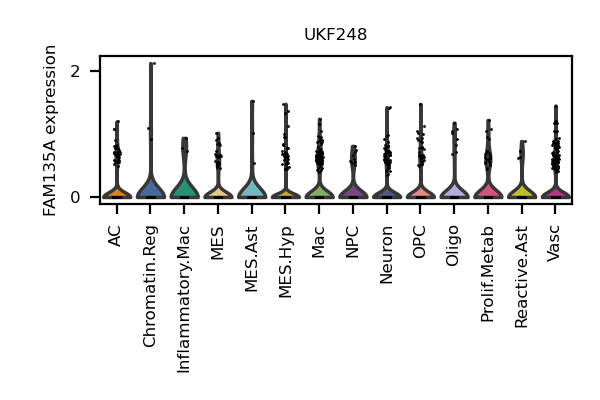 UKF248
FAM135A expression
2
0
AC
Chromatin.Reg
Inflammatory.Mac
MES
MES.Ast
MES.Hyp
Mac
NPC
Neuron
OPC
Oligo
Prolif.Metab
Reactive.Ast
Vasc